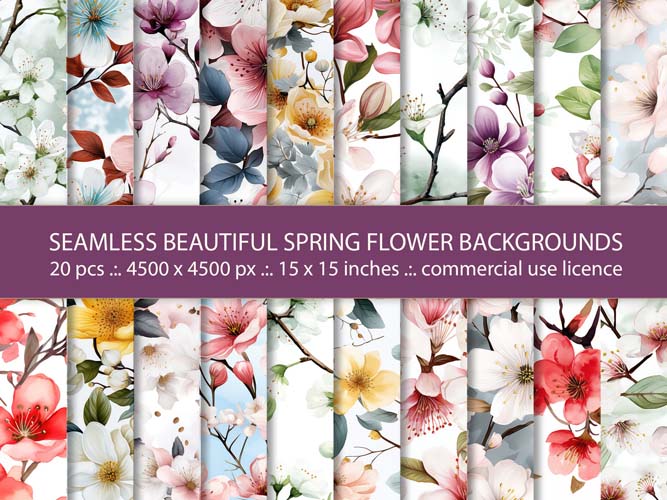 SEAMLESS BEAUTIFUL SPRING FLOWER BACKGROUNDS
20 pcs .:. 4500 x 4500 px .:. 15 x 15 inches .:. commercial use licence